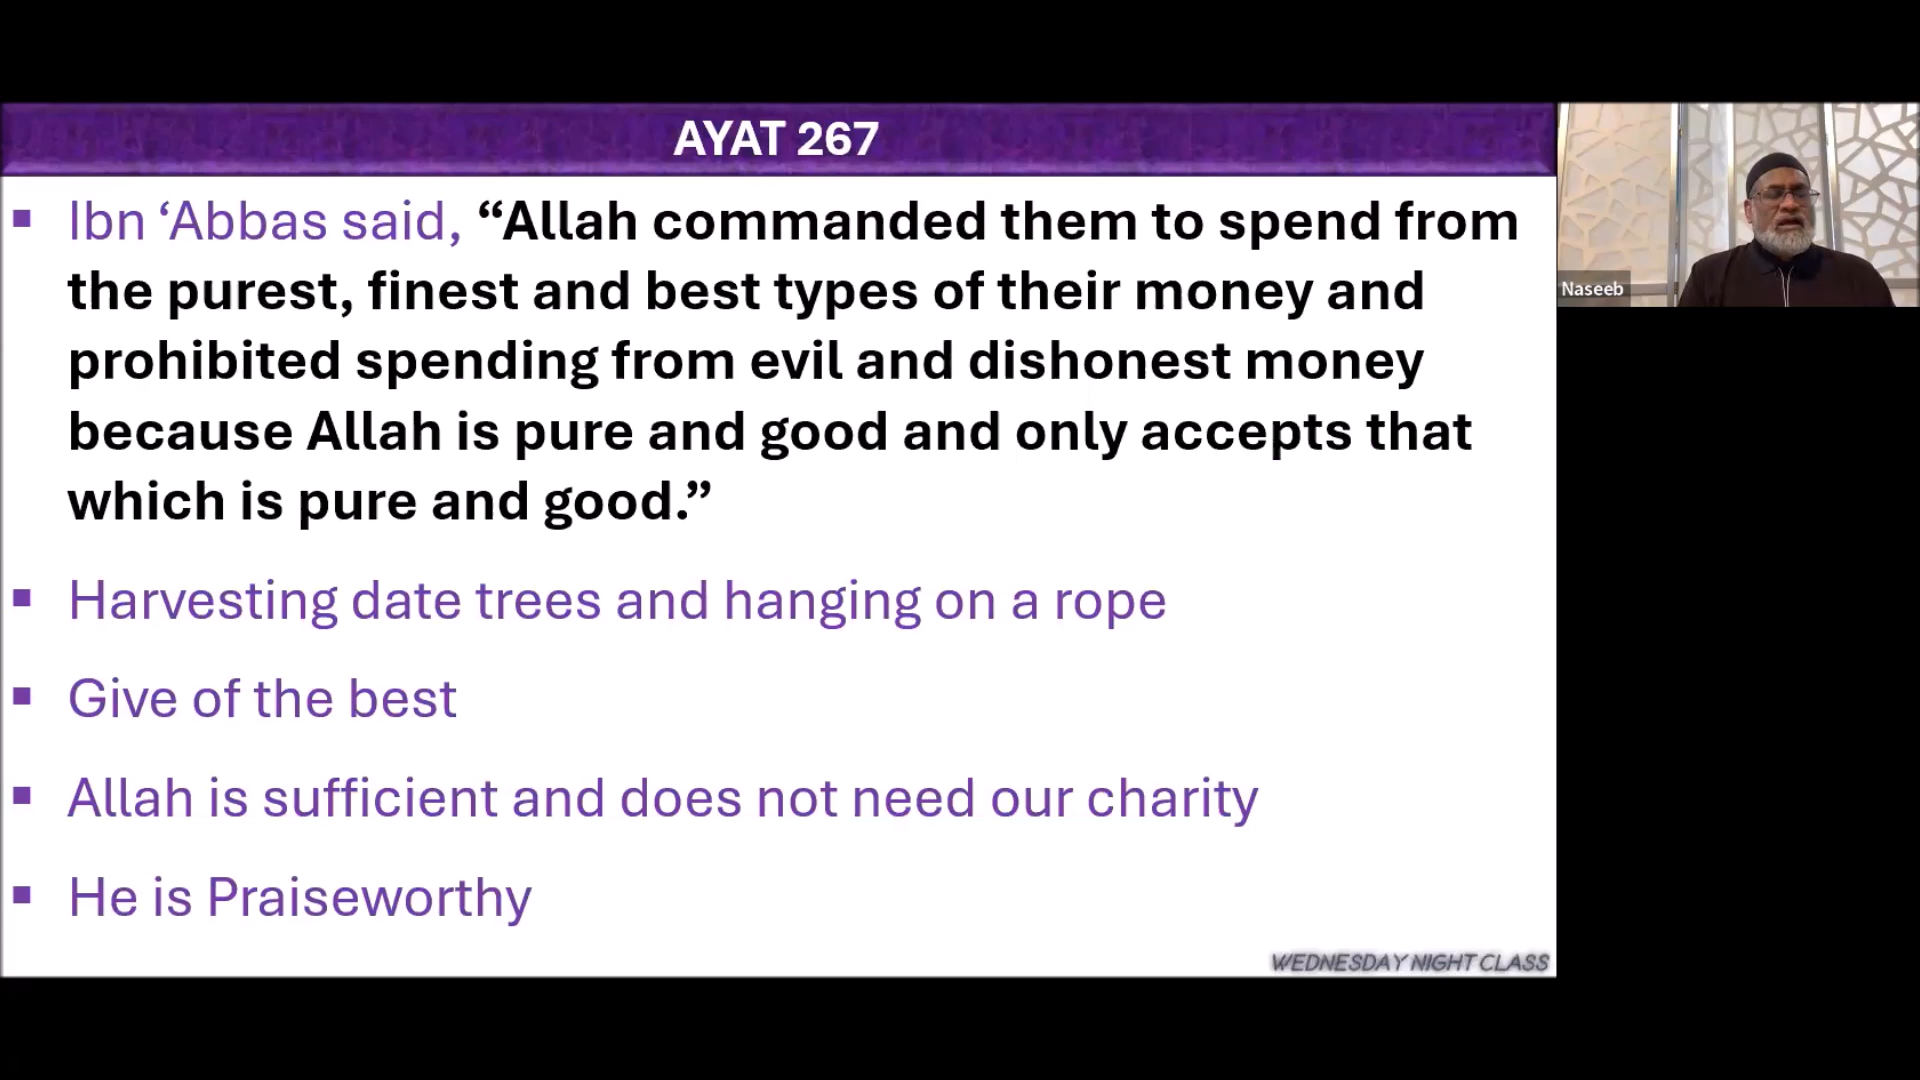 AYAT 267
▪ Ibn ‘Abbas said, “Allah commanded them to spend from
the purest, finest and best types of their money and
prohibited spending from evil and dishonest money
because Allah is pure and good and only accepts that
which is pure and good.”
▪ Harvesting date trees and hanging on a rope
▪ Give of the best
▪ Allah is sufficient and does not need our charity
▪ He is Praiseworthy
WEDNESDAY NIGHT CLASS
Naseeb